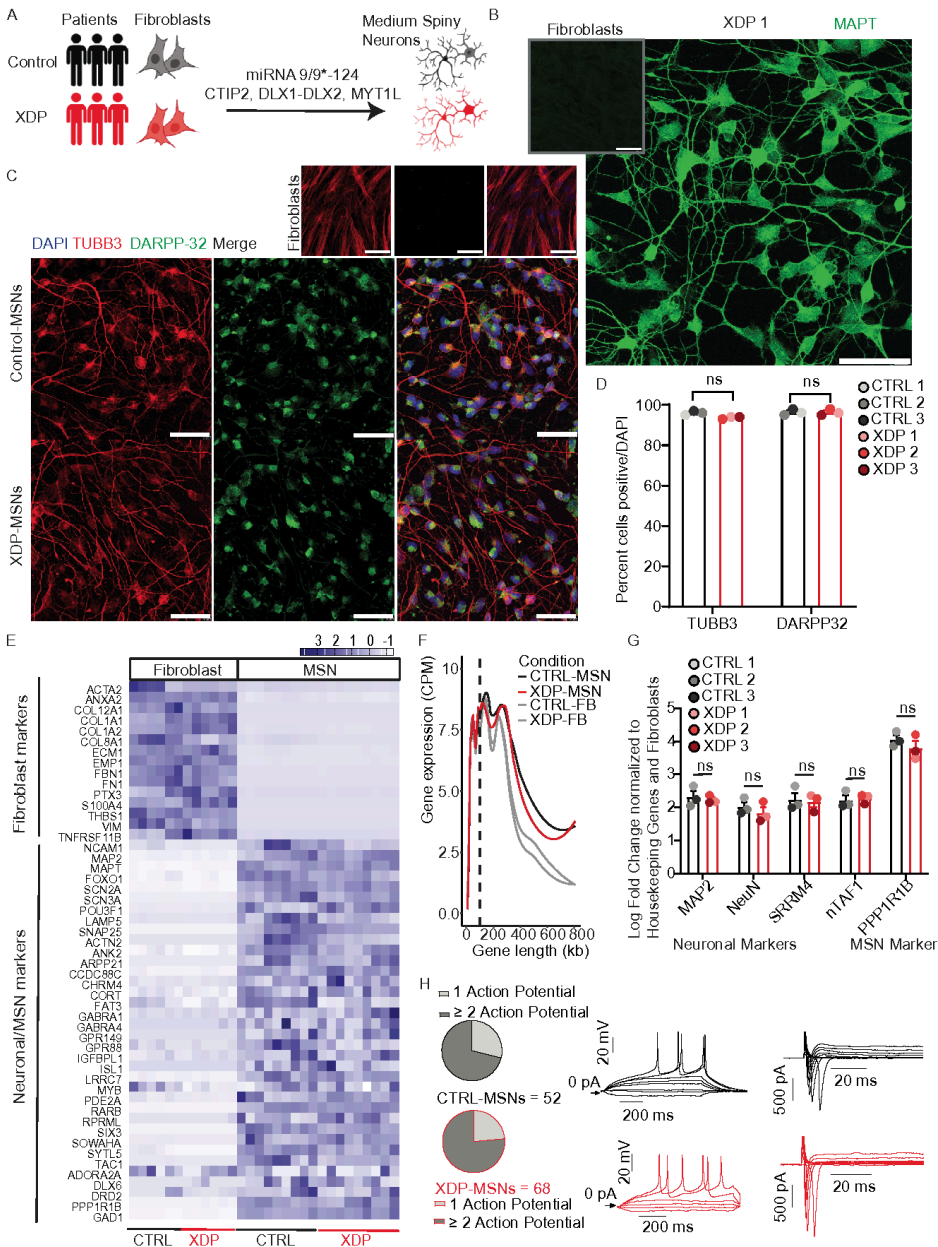 A
Patients
Fibroblasts
Medium Spiny
Neurons
Control
XDP
miRNA 9/9*-124
CTIP2, DLX1-DLX2, MYT1L
B
Fibroblasts
XDP 1
MAPT
C
Fibroblasts
DAPI TUBB3 DARPP-32 Merge
Control-MSNs
XDP-MSNs
D
ns
ns
CTRL 1
CTRL 2
CTRL 3
XDP 1
XDP 2
XDP 3
Percent cells positive/DAPI
100
80
60
40
20
0
TUBB3
DARPP32
E
3 2 1 0 -1
Fibroblast
MSN
Fibroblast markers
ACTA2
ANXA2
COL12A1
COL1A1
COL1A2
COL8A1
ECM1
EMP1
FBN1
FN1
PTX3
S100A4
THBS1
VIM
TNFRSF11B
Neuronal/MSN markers
NCAM1
MAP2
MAPT
FOXO1
SCN2A
SCN3A
POU3F1
LAMP5
SNAP25
ACTN2
ANK2
ARPP21
CCDC88C
CHRM4
CORT
FAT3
GABRA1
GABRA4
GPR149
GPR88
IGFBPL1
ISL1
LRRC7
MYB
PDE2A
RARB
RPRML
SIX3
SOWAHA
SYTL5
TAC1
ADORA2A
DLX6
DRD2
PPP1R1B
GAD1
CTRL
XDP
CTRL
XDP
F
Condition
CTRL-MSN
XDP-MSN
CTRL-FB
XDP-FB
Gene expression (CPM)
10
7.5
5.0
2.5
0.0
0 200 400 600 800
Gene length (kb)
G
CTRL 1
CTRL 2
CTRL 3
XDP 1
XDP 2
XDP 3
Log Fold Change normalized to
Housekeeping Genes and Fibroblasts
5
4
3
2
1
0
ns
ns
ns
ns
ns
MAP2
NeuN
SRRM4
nTAF1
PPP1R1B
Neuronal Markers
MSN Marker
H
1 Action Potential
≥ 2 Action Potential
CTRL-MSNs = 52
XDP-MSNs = 68
1 Action Potential
≥ 2 Action Potential
20 mV
0 pA
200 ms
500 pA
20 ms
20 mV
0 pA
200 ms
500 pA
20 ms